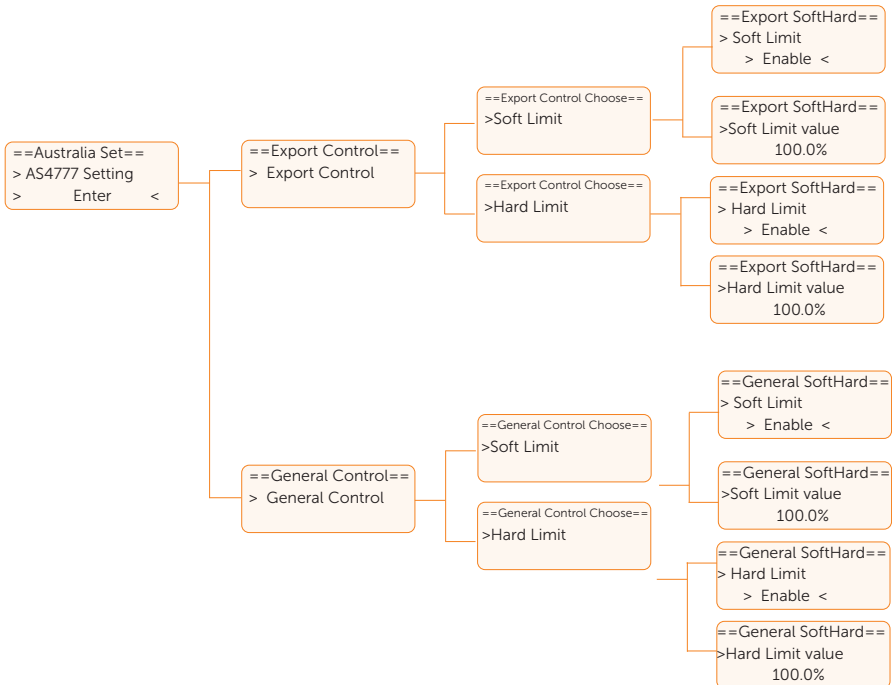 ==Australia Set==
> AS4777 Setting
> Enter <
==Export Control==
> Export Control
==Export Control Choose==
>Soft Limit
==Export SoftHard==
> Soft Limit
> Enable <
==Export SoftHard==
>Soft Limit value
100.0%
==Export Control Choose==
>Hard Limit
==Export SoftHard==
> Hard Limit
> Enable <
==Export SoftHard==
>Hard Limit value
100.0%
==General Control==
> General Control
==General Control Choose==
>Soft Limit
==General SoftHard==
> Soft Limit
> Enable <
==General SoftHard==
>Soft Limit value
100.0%
==General Control Choose==
>Hard Limit
==General SoftHard==
> Hard Limit
> Enable <
==General SoftHard==
>Hard Limit value
100.0%